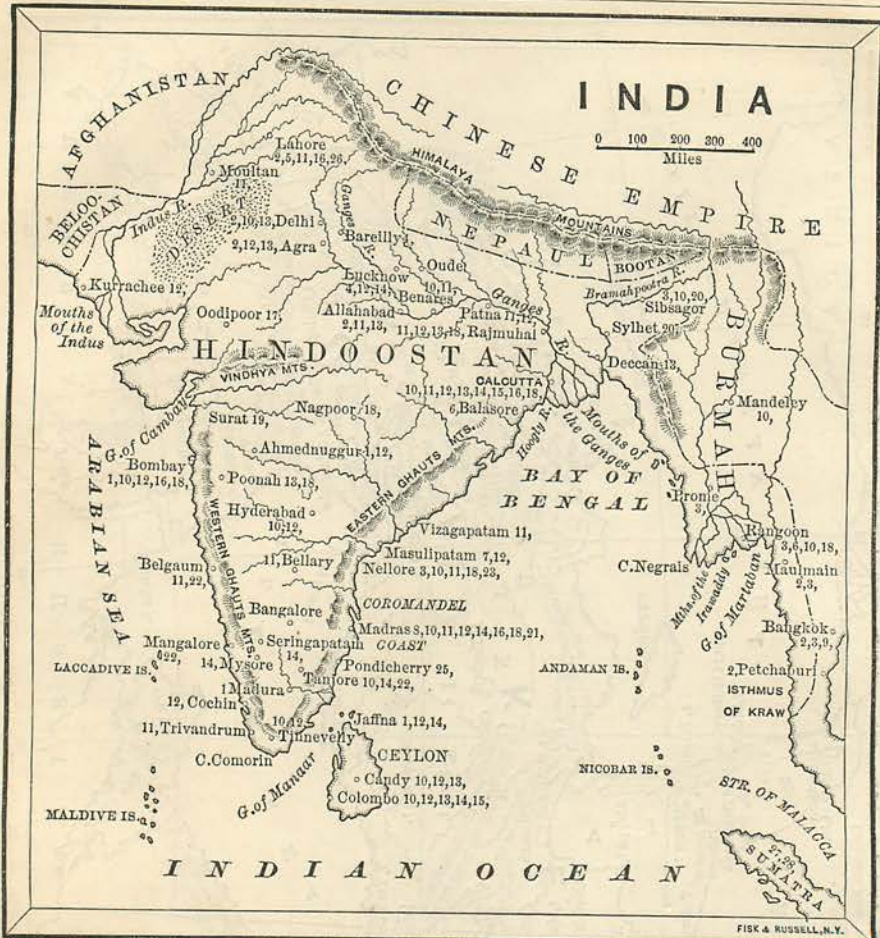 INDIA
0 100 200 300 400
Miles
AFGHANISTAN
CHINESE EMPIRE
HIMALAYA
MOUNTAINS
BELOO-
CHISTAN
Lahore
2,5,11,16,26,
Moultan
11,
Indus R.
DESERT
2,10,13, Delhi
2,12,13, Agra
Ganges
R.
Bareilly 4,
NEPAUL
BOOTAN
Bramahpootra R.
3,10,20,
Sibsagor
Kurrachee 12,
Mouths
of the
Indus
Oodipoor 17,
Lucknow
4,12,14,
Oude
10,11,
Benares
Allahabad
2,11,13,
Ganges
R.
Patna 11,12,
11,12,13,18, Rajmuhal
Sylhet 20?
Deccan 13,
BURMAH
HINDOOSTAN
VINDHYA MTS.
CALCUTTA
10,11,12,13,14,15,16,18,
6, Balasore
Hoogly R.
Mouths of
the Ganges
Mandeley
10,
G. of Cambay
Surat 19,
Nagpoor 18,
Ahmednuggur 1,12,
Bombay
1,10,12,16,18,
Poonah 13,18,
Hyderabad
10,12,
EASTERN GHAUTS MTS.
WESTERN GHAUTS MTS.
ARABIAN SEA
BAY OF
BENGAL
Prome
3,
Rangoon
3,6,10,18,
Maulmain
2,3,
C. Negrais
Mths. of the
Irawaddy
G. of Martaban
Vizagapatam 11,
Masulipatam 7,12,
Nellore 3,10,11,18,23,
Belgaum
11,22,
11, Bellary
Bangalore
COROMANDEL
COAST
Madras 8,10,11,12,14,16,18,21,
Bangkok
2,3,9,
Mangalore
22,
Seringapatam
14,
14, Mysore
Pondicherry 25,
Tanjore 10,14,22,
LACCADIVE IS.
ANDAMAN IS.
2, Petchaburi
ISTHMUS
OF KRAW
1 Madura
12, Cochin
11, Trivandrum
10,12,
Tinnevelly
Jaffna 1,12,14,
C. Comorin
G. of Manaar
CEYLON
Candy 10,12,13,
Colombo 10,12,13,14,15,
NICOBAR IS.
MALDIVE IS.
STR. OF MALACCA
27,28,
SUMATRA
INDIAN OCEAN
FISK & RUSSELL, N.Y.